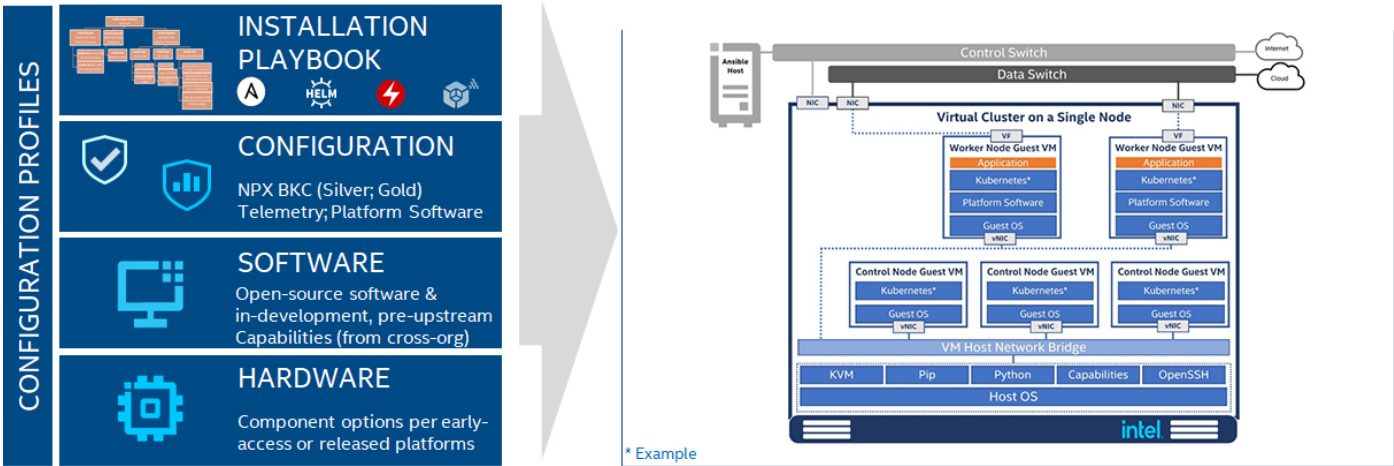 CONFIGURATION PROFILES
INSTALLATION
PLAYBOOK
A
HELM
CONFIGURATION
NPX BKC (Silver; Gold)
Telemetry; Platform Software
SOFTWARE
Open-source software &
in-development, pre-upstream
Capabilities (from cross-org)
HARDWARE
Component options per early-
access or released platforms
Ansible
Host
Control Switch
Internet
Data Switch
Cloud
NIC
NIC
NIC
Virtual Cluster on a Single Node
VF
VF
Worker Node Guest VM
Application
Kubernetes*
Platform Software
Guest OS
vNIC
Worker Node Guest VM
Application
Kubernetes*
Platform Software
Guest OS
vNIC
Control Node Guest VM
Kubernetes*
Guest OS
vNIC
Control Node Guest VM
Kubernetes*
Guest OS
vNIC
Control Node Guest VM
Kubernetes*
Guest OS
vNIC
VM Host Network Bridge
KVM
Pip
Python
Capabilities
OpenSSH
Host OS
intel
* Example